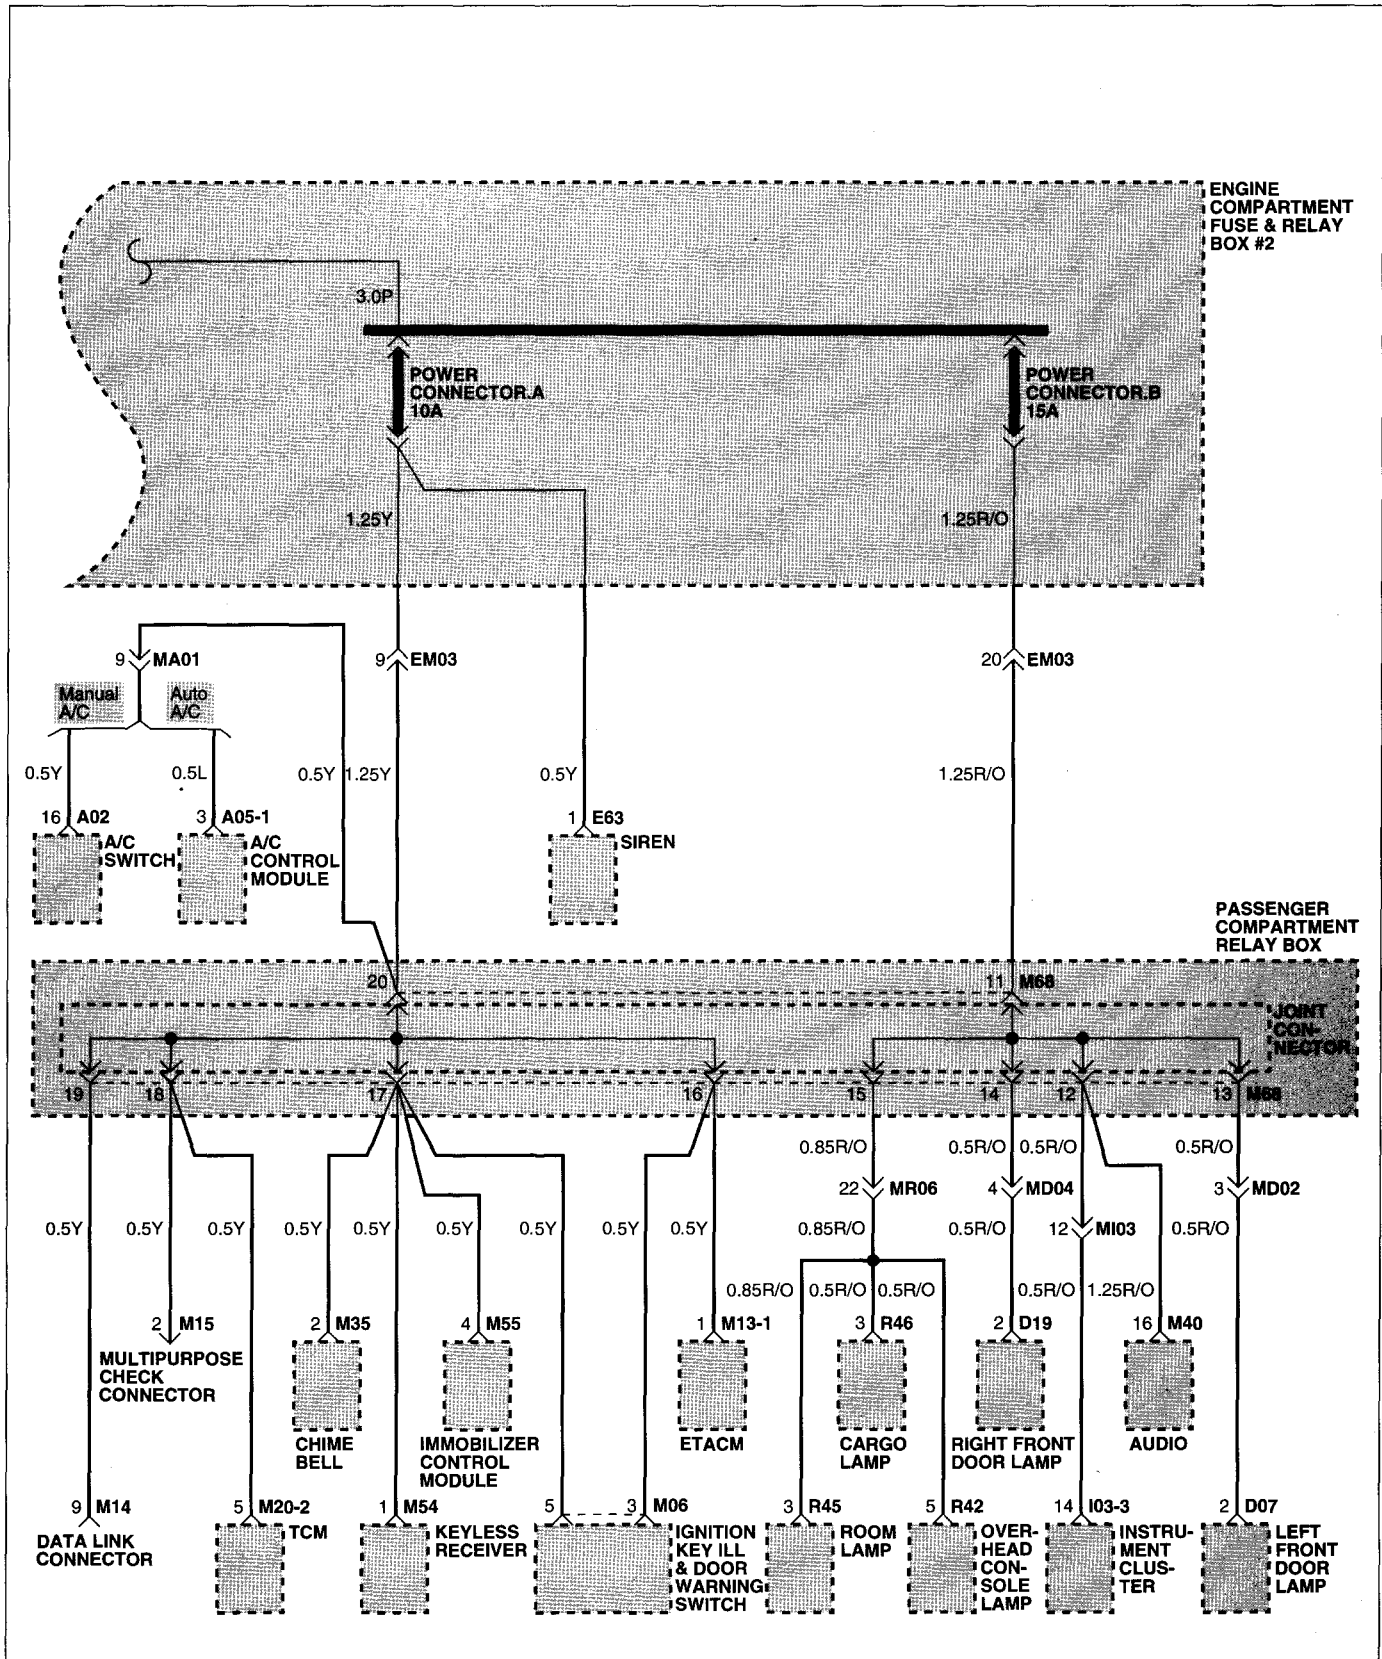 ENGINE
COMPARTMENT
FUSE & RELAY
BOX #2
3.0P
POWER
CONNECTOR.A
10A
POWER
CONNECTOR.B
15A
1.25Y
1.25R/O
9 MA01
9 EM03
20 EM03
Manual
A/C
Auto
A/C
0.5Y
0.5L
0.5Y
1.25Y
0.5Y
1.25R/O
16 A02
3 A05-1
1 E63
A/C
SWITCH
A/C
CONTROL
MODULE
SIREN
PASSENGER
COMPARTMENT
RELAY BOX
20
11 M68
JOINT
CON-
NECTOR
19
18
17
16
15
14
12
13 M68
0.85R/O
0.5R/O
0.5R/O
0.5R/O
22 MR06
4 MD04
3 MD02
0.5Y
0.5Y
0.5Y
0.5Y
0.5Y
0.5Y
0.5Y
0.5Y
0.85R/O
0.5R/O
12 MI03
0.5R/O
0.85R/O
0.5R/O
0.5R/O
0.5R/O
1.25R/O
2 M15
2 M35
4 M55
1 M13-1
3 R46
2 D19
16 M40
MULTIPURPOSE
CHECK
CONNECTOR
CHIME
BELL
IMMOBILIZER
CONTROL
MODULE
ETACM
CARGO
LAMP
RIGHT FRONT
DOOR LAMP
AUDIO
9 M14
5 M20-2
1 M54
5
3 M06
3 R45
5 R42
14 I03-3
2 D07
DATA LINK
CONNECTOR
TCM
KEYLESS
RECEIVER
IGNITION
KEY ILL
& DOOR
WARNING
SWITCH
ROOM
LAMP
OVER-
HEAD
CON-
SOLE
LAMP
INSTRU-
MENT
CLUS-
TER
LEFT
FRONT
DOOR
LAMP